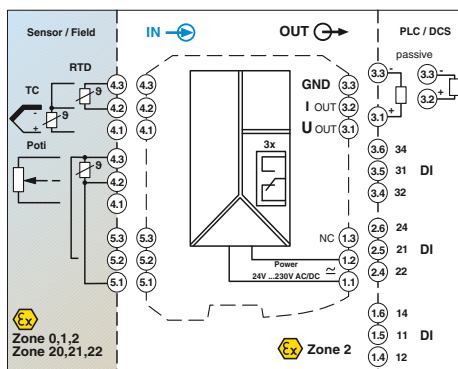 Sensor / Field
IN
OUT
PLC / DCS
RTD
TC
-
+
ϑ
ϑ
4.3
4.2
4.1
4.3
4.2
4.1
Poti
ϑ
4.3
4.2
4.1
5.3
5.2
5.1
5.3
5.2
5.1
GND 3.3
I OUT 3.2
U OUT 3.1
3x
NC 1.3
Power 1.2
24V ...230V AC/DC 1.1
passive
3.3 -
3.1 +
3.3 -
3.2 +
3.6 34
3.5 31 DI
3.4 32
2.6 24
2.5 21 DI
2.4 22
1.6 14
1.5 11 DI
1.4 12
Ex
Zone 0,1,2
Zone 20,21,22
Ex Zone 2